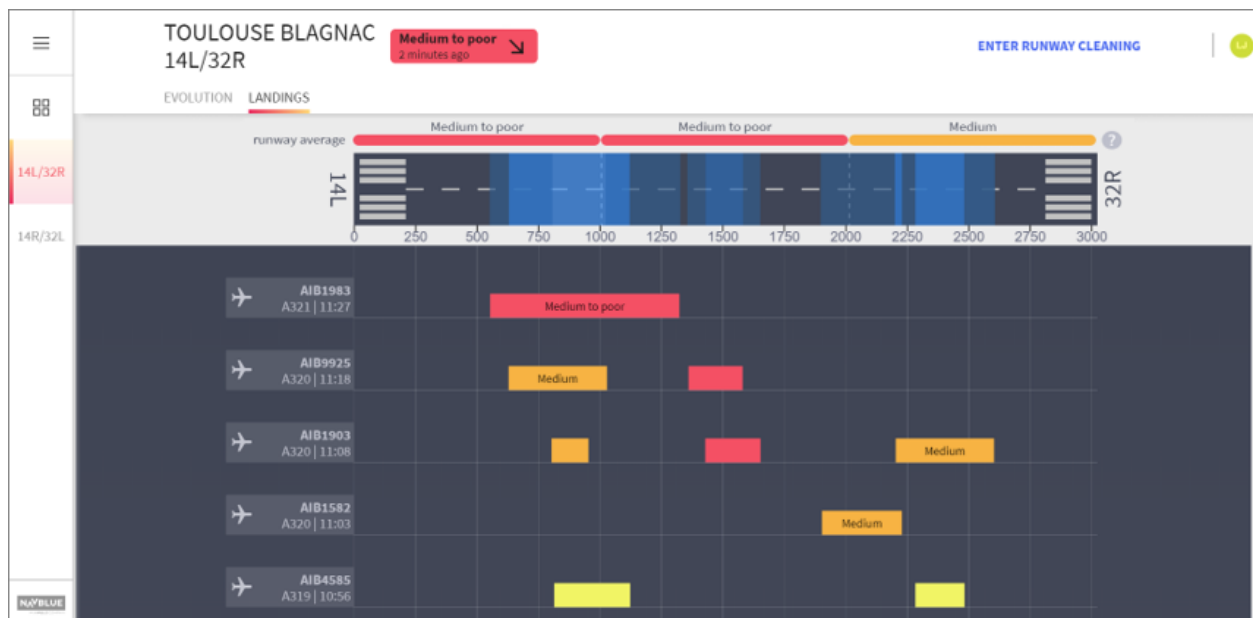 TOULOUSE BLAGNAC
14L/32R
Medium to poor
2 minutes ago
ENTER RUNWAY CLEANING
EVOLUTION LANDINGS
14L/32R
14R/32L
Medium to poor Medium to poor Medium
runway average ?
14L 32R
0 250 500 750 1000 1250 1500 1750 2000 2250 2500 2750 3000
AIB1983
A321 | 11:27
Medium to poor
AIB9925
A320 | 11:18
Medium
AIB1903
A320 | 11:08
Medium
AIB1582
A320 | 11:03
Medium
AIB4585
A319 | 10:56
NAVBLUE